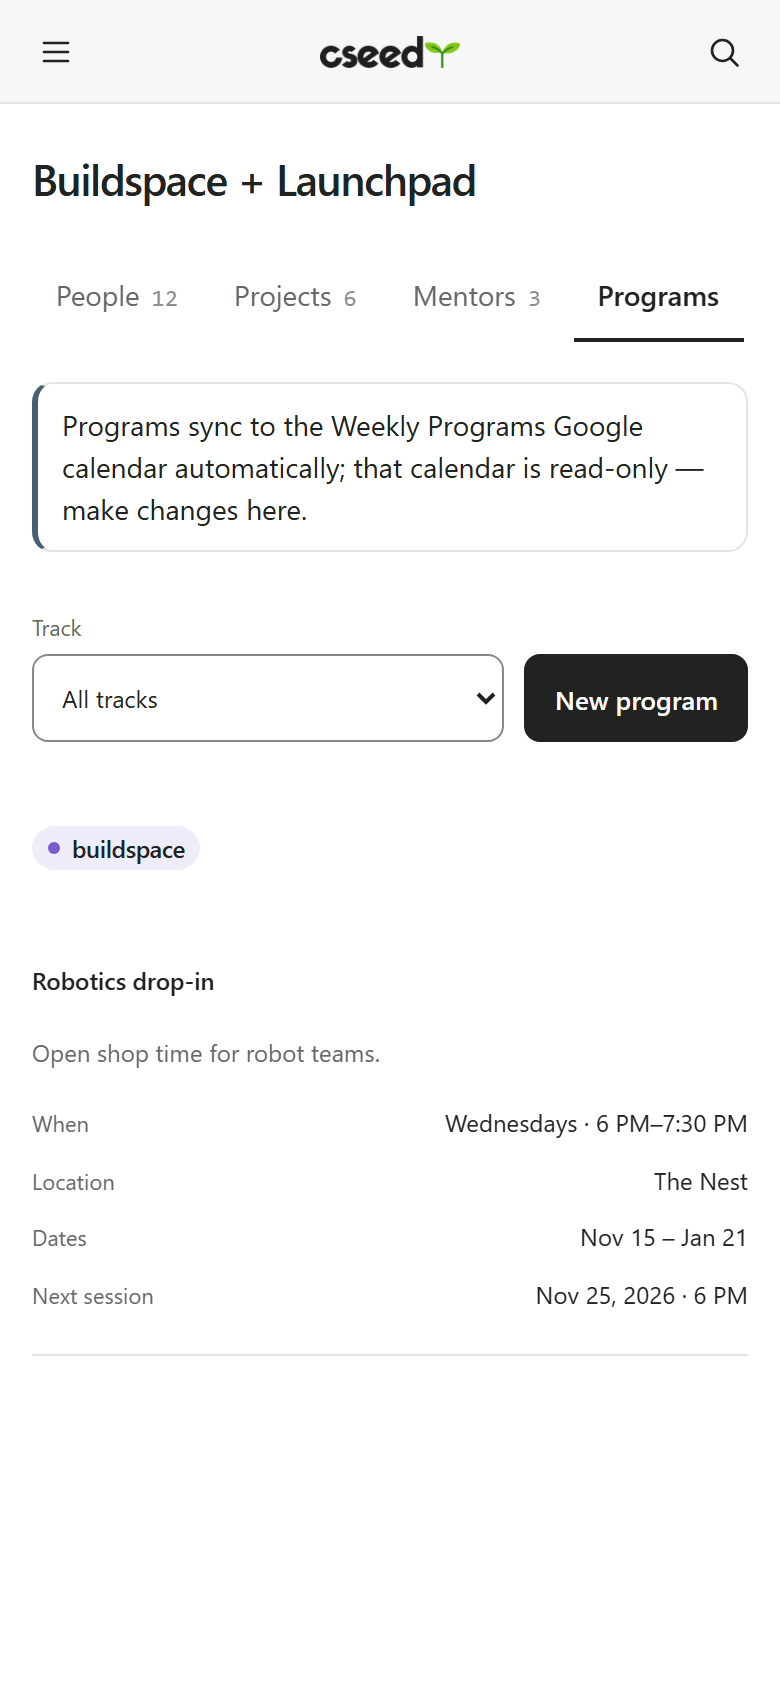 cseed
Buildspace + Launchpad
People 12 Projects 6 Mentors 3 Programs
Programs sync to the Weekly Programs Google
calendar automatically; that calendar is read-only —
make changes here.
Track
All tracks
New program
buildspace
Robotics drop-in
Open shop time for robot teams.
When Wednesdays · 6 PM–7:30 PM
Location The Nest
Dates Nov 15 – Jan 21
Next session Nov 25, 2026 · 6 PM